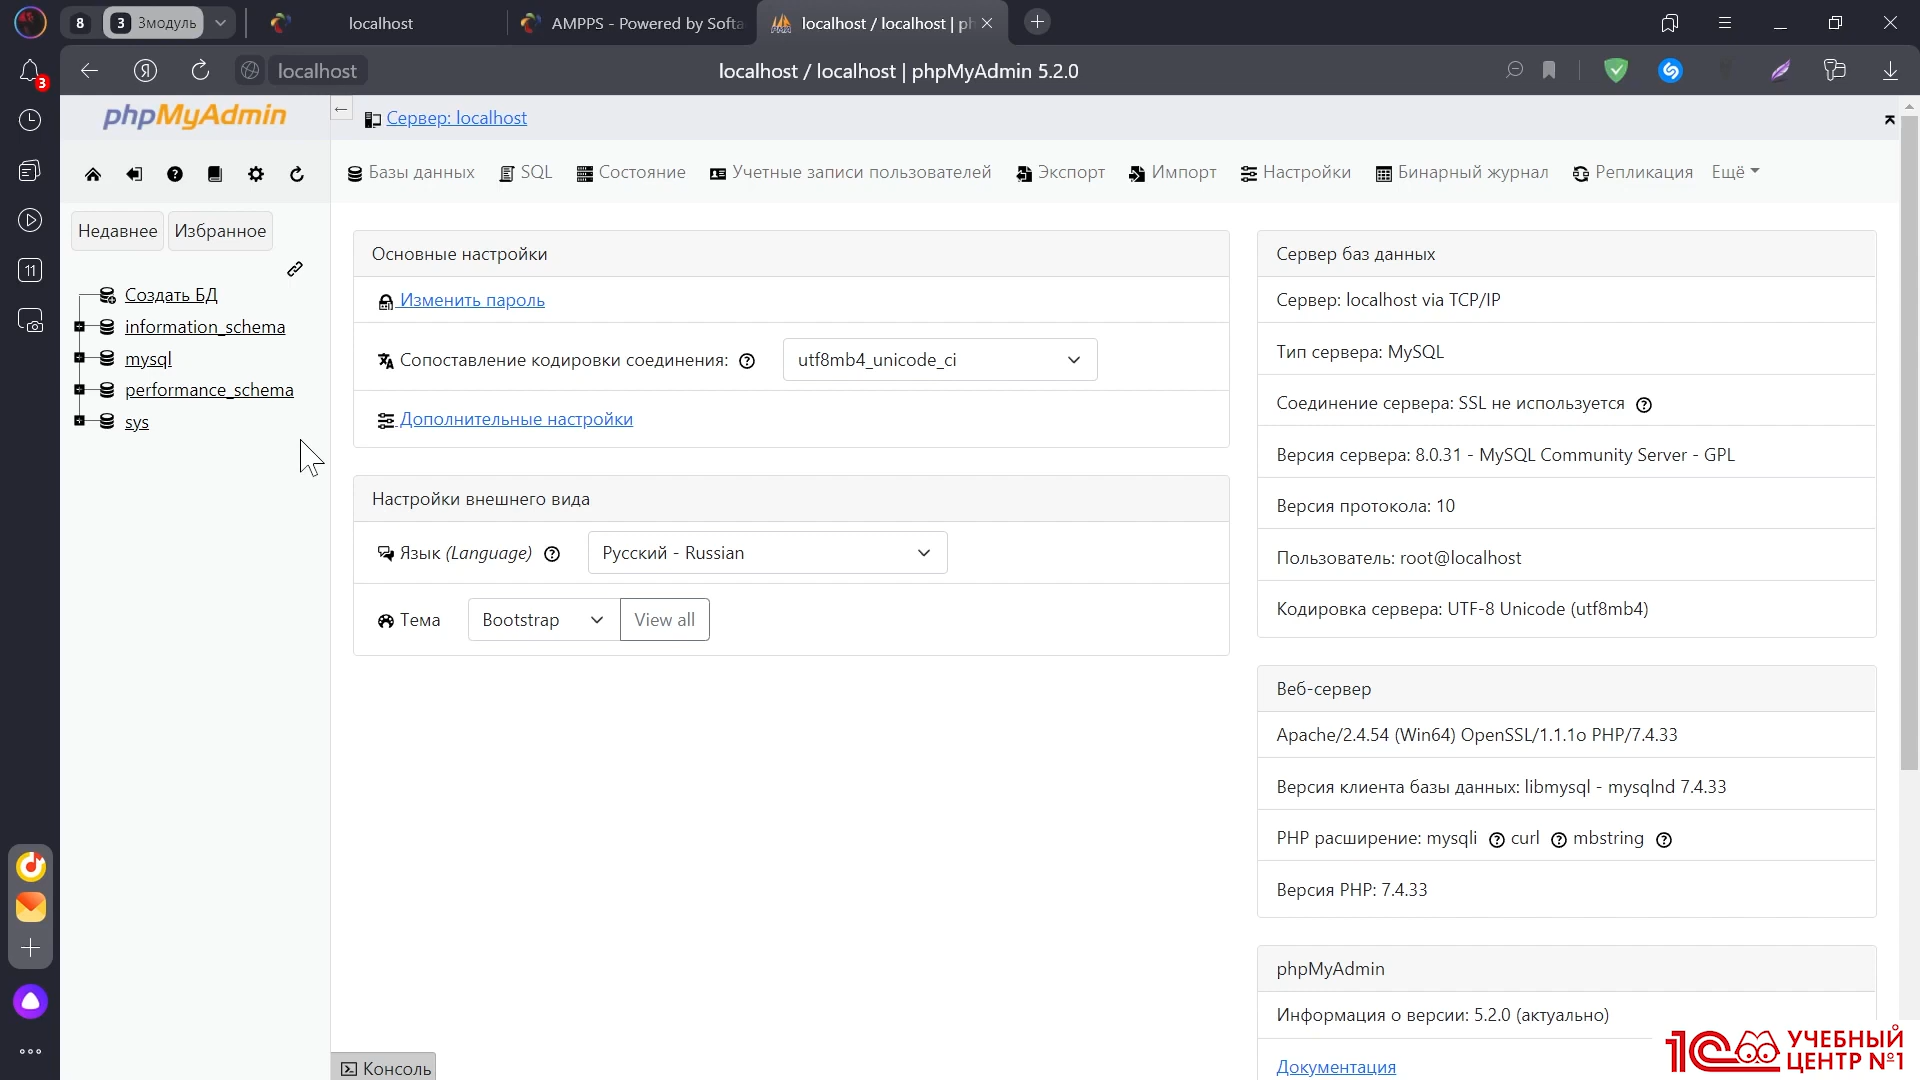 8
3
3модуль
localhost
AMPPS - Powered by Softa
localhost / localhost | ph
3
Я
localhost
localhost / localhost | phpMyAdmin 5.2.0
11
phpMyAdmin
Недавнее
Избранное
Создать БД
information_schema
mysql
performance_schema
sys
Сервер: localhost
Базы данных
SQL
Состояние
Учетные записи пользователей
Экспорт
Импорт
Настройки
Бинарный журнал
Репликация
Ещё
Основные настройки
Изменить пароль
Сопоставление кодировки соединения:
utf8mb4_unicode_ci
Дополнительные настройки
Настройки внешнего вида
Язык (Language)
Русский - Russian
Тема
Bootstrap
View all
Сервер баз данных
Сервер: localhost via TCP/IP
Тип сервера: MySQL
Соединение сервера: SSL не используется
Версия сервера: 8.0.31 - MySQL Community Server - GPL
Версия протокола: 10
Пользователь: root@localhost
Кодировка сервера: UTF-8 Unicode (utf8mb4)
Веб-сервер
Apache/2.4.54 (Win64) OpenSSL/1.1.1o PHP/7.4.33
Версия клиента базы данных: libmysql - mysqlnd 7.4.33
PHP расширение: mysqli curl mbstring
Версия PHP: 7.4.33
phpMyAdmin
Информация о версии: 5.2.0 (актуально)
Документация
Консоль
1С УЧЕБНЫЙ
ЦЕНТР №1